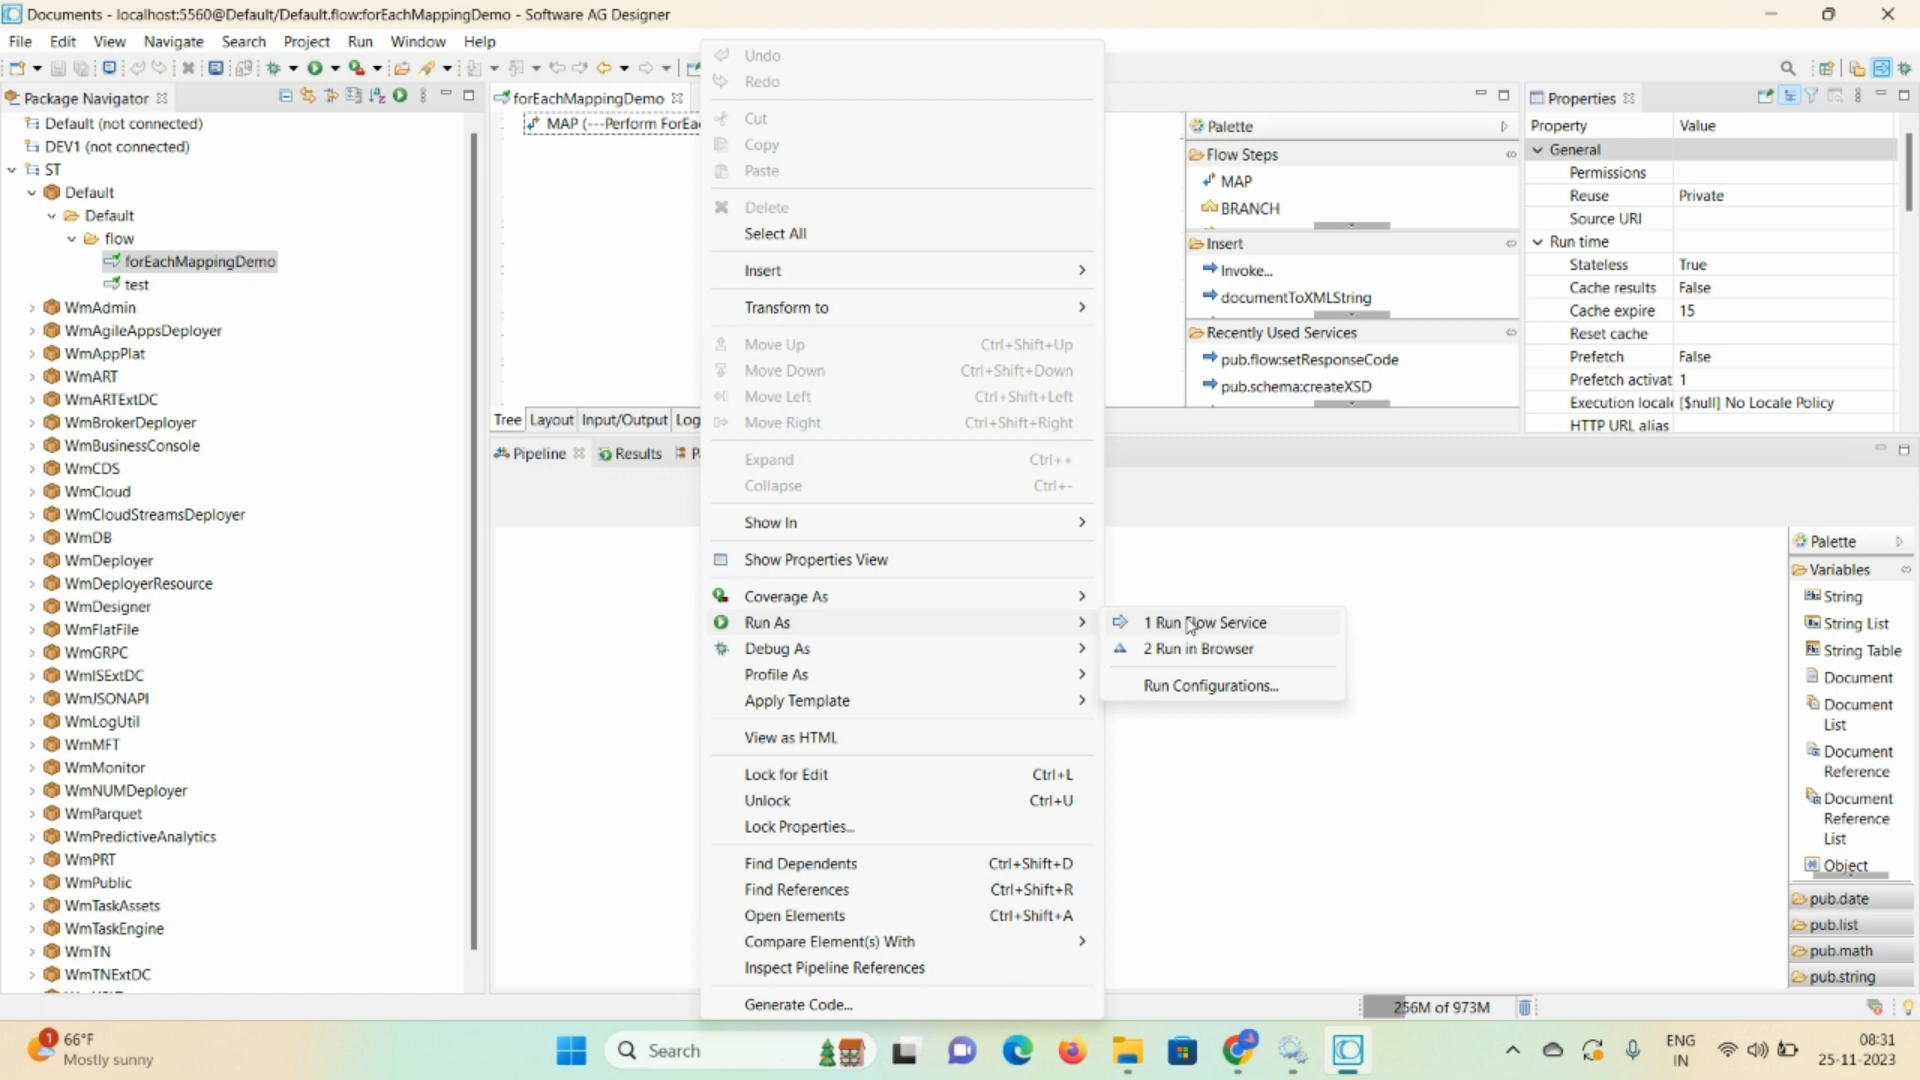 Documents - localhost:5560@Default/Default.flow:forEachMappingDemo - Software AG Designer
File Edit View Navigate Search Project Run Window Help
Package Navigator
Default (not connected)
DEV1 (not connected)
ST
Default
Default
flow
forEachMappingDemo
test
WmAdmin
WmAgileAppsDeployer
WmAppPlat
WmART
WmARTExtDC
WmBrokerDeployer
WmBusinessConsole
WmCDS
WmCloud
WmCloudStreamsDeployer
WmDB
WmDeployer
WmDeployerResource
WmDesigner
WmFlatFile
WmGRPC
WmISExtDC
WmJSONAPI
WmLogUtil
WmMFT
WmMonitor
WmNUMDeployer
WmParquet
WmPredictiveAnalytics
WmPRT
WmPublic
WmTaskAssets
WmTaskEngine
WmTN
WmTNExtDC
forEachMappingDemo
MAP (---Perform ForEa
Tree Layout Input/Output Log
Pipeline Results P
Undo
Redo
Cut
Copy
Paste
Delete
Select All
Insert
Transform to
Move Up Ctrl+Shift+Up
Move Down Ctrl+Shift+Down
Move Left Ctrl+Shift+Left
Move Right Ctrl+Shift+Right
Expand Ctrl++
Collapse Ctrl+-
Show In
Show Properties View
Coverage As
Run As
Debug As
Profile As
Apply Template
View as HTML
Lock for Edit Ctrl+L
Unlock Ctrl+U
Lock Properties...
Find Dependents Ctrl+Shift+D
Find References Ctrl+Shift+R
Open Elements Ctrl+Shift+A
Compare Element(s) With
Inspect Pipeline References
Generate Code...
1 Run Flow Service
2 Run in Browser
Run Configurations...
Palette
Flow Steps
MAP
BRANCH
Insert
Invoke...
documentToXMLString
Recently Used Services
pub.flow:setResponseCode
pub.schema:createXSD
Properties
Property Value
General
Permissions
Reuse Private
Source URI
Run time
Stateless True
Cache results False
Cache expire 15
Reset cache
Prefetch False
Prefetch activat 1
Execution locale [$null] No Locale Policy
HTTP URL alias
Palette
Variables
String
String List
String Table
Document
Document
List
Document
Reference
Document
Reference
List
Object
pub.date
pub.list
pub.math
pub.string
256M of 973M
1
66°F
Mostly sunny
Search
ENG
IN
08:31
25-11-2023